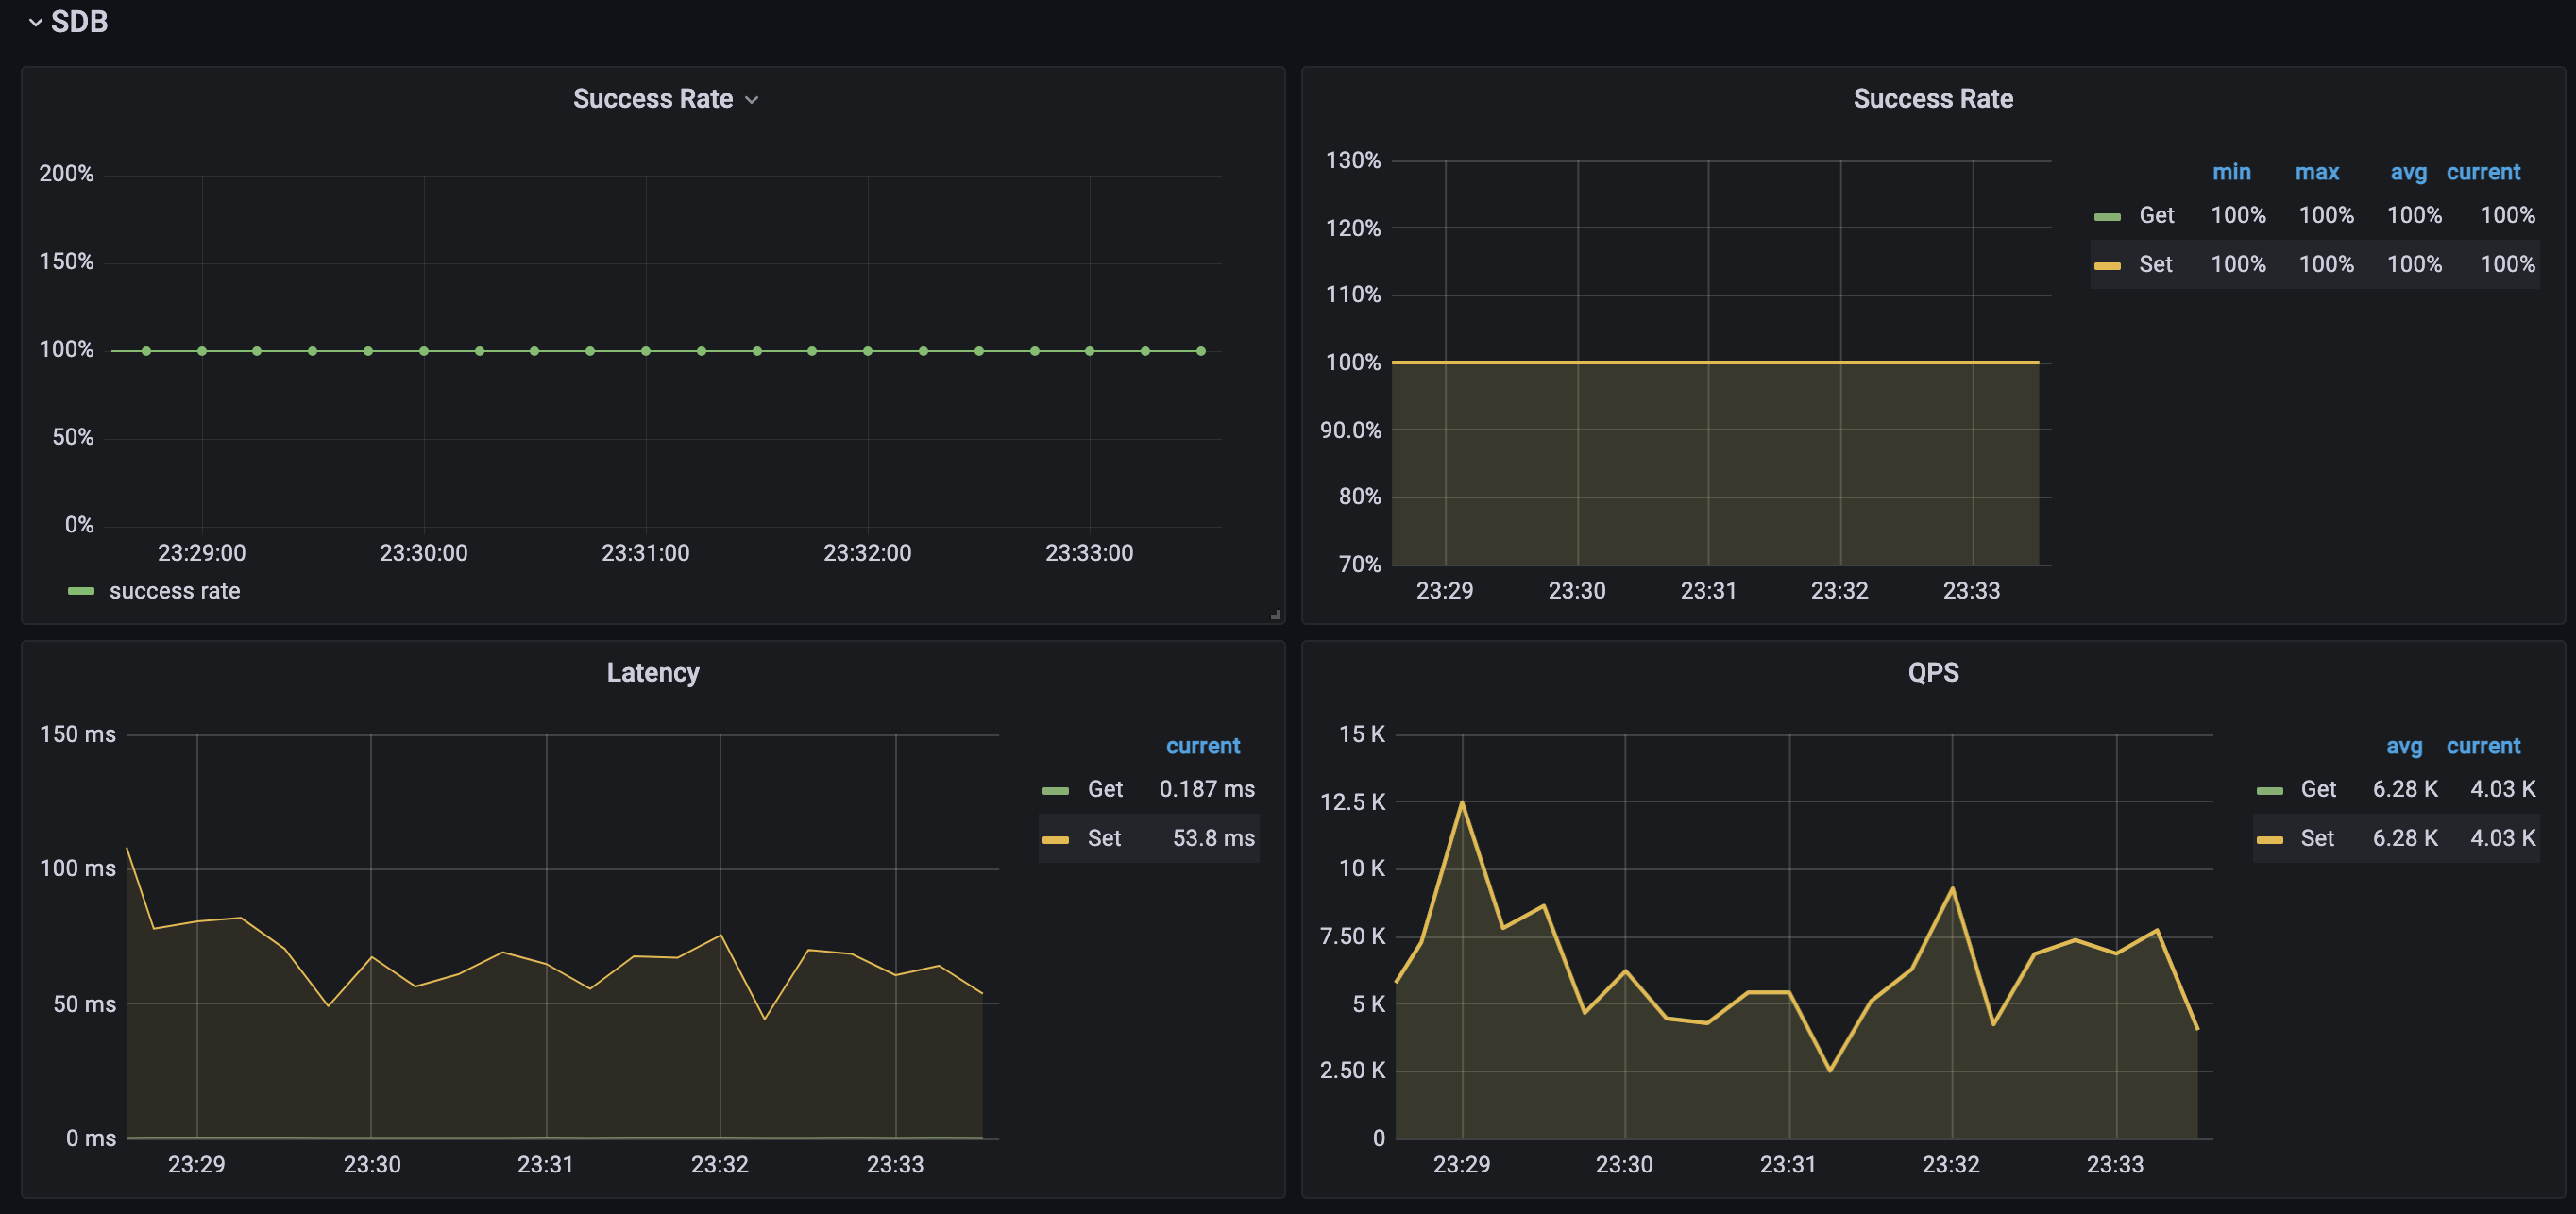 SDB
Success Rate
200%
150%
100%
50%
0%
23:29:00 23:30:00 23:31:00 23:32:00 23:33:00
success rate
Success Rate
130%
120%
110%
100%
90.0%
80%
70%
23:29 23:30 23:31 23:32 23:33
min max avg current
Get 100% 100% 100% 100%
Set 100% 100% 100% 100%
Latency
150 ms
100 ms
50 ms
0 ms
23:29 23:30 23:31 23:32 23:33
current
Get 0.187 ms
Set 53.8 ms
QPS
15 K
12.5 K
10 K
7.50 K
5 K
2.50 K
0
23:29 23:30 23:31 23:32 23:33
avg current
Get 6.28 K 4.03 K
Set 6.28 K 4.03 K